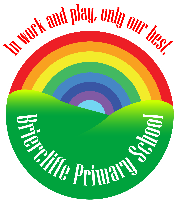 In work and play, only our best.
Briercliffe Primary School